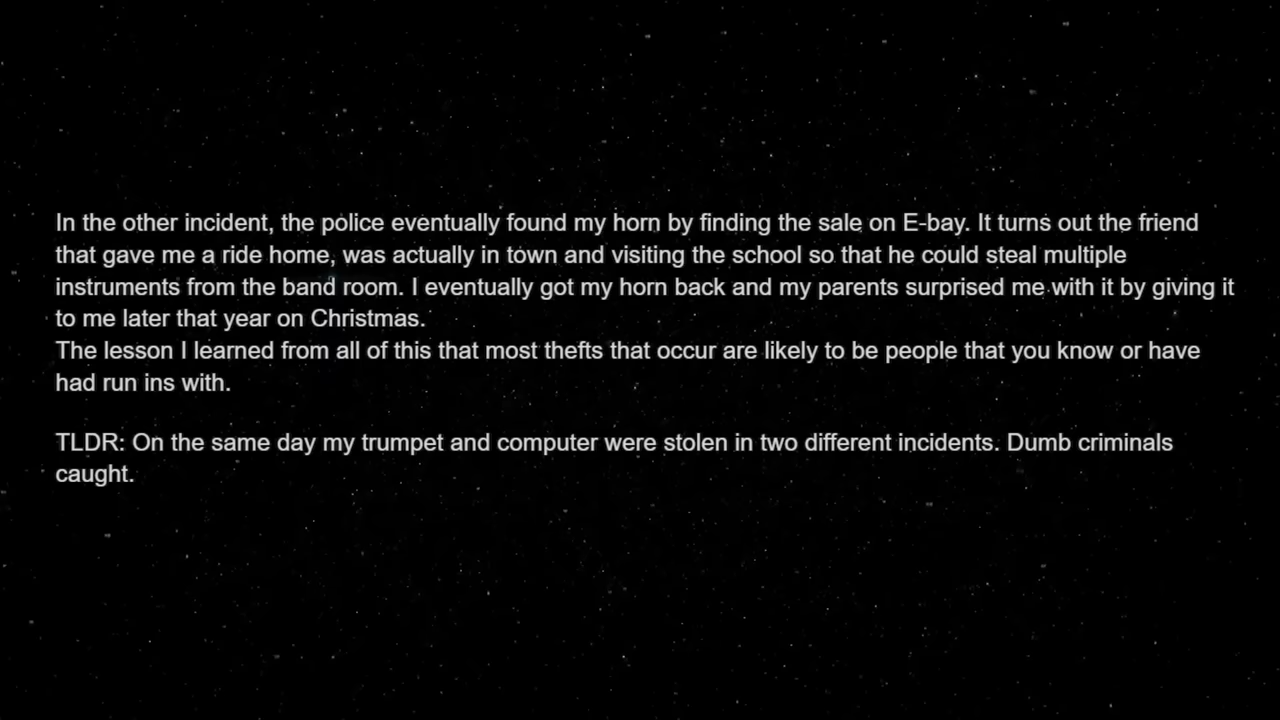 In the other incident, the police eventually found my horn by finding the sale on E-bay. It turns out the friend
that gave me a ride home, was actually in town and visiting the school so that he could steal multiple
instruments from the band room. I eventually got my horn back and my parents surprised me with it by giving it
to me later that year on Christmas.
The lesson I learned from all of this that most thefts that occur are likely to be people that you know or have
had run ins with.
TLDR: On the same day my trumpet and computer were stolen in two different incidents. Dumb criminals
caught.